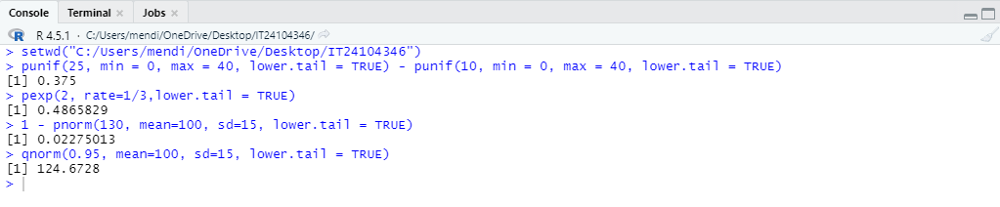 Console Terminal Jobs
R 4.5.1 · C:/Users/mendi/OneDrive/Desktop/IT24104346/
> setwd("C:/Users/mendi/OneDrive/Desktop/IT24104346")
> punif(25, min = 0, max = 40, lower.tail = TRUE) - punif(10, min = 0, max = 40, lower.tail = TRUE)
[1] 0.375
> pexp(2, rate=1/3,lower.tail = TRUE)
[1] 0.4865829
> 1 - pnorm(130, mean=100, sd=15, lower.tail = TRUE)
[1] 0.02275013
> qnorm(0.95, mean=100, sd=15, lower.tail = TRUE)
[1] 124.6728
>